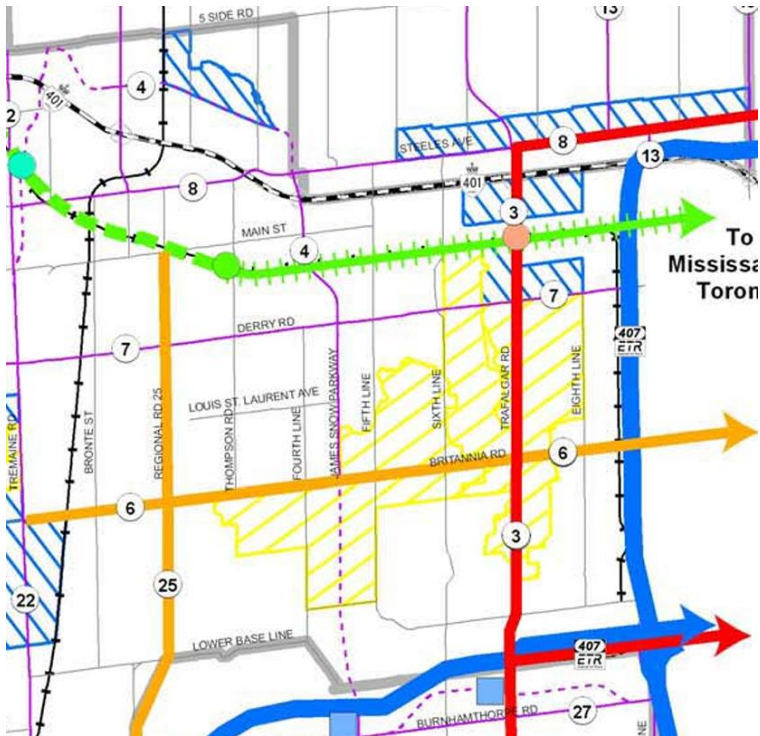 5 SIDE RD
13
4
401
2
STEELES AVE
8
13
8
401
3
MAIN ST
4
To
Mississa
Toron
7
DERRY RD
7
407
ETR
LOUIS ST. LAURENT AVE
TREMAINE RD
BRONTE ST
REGIONAL RD 25
THOMPSON RD
FOURTH LINE
JAMES SNOW PARKWAY
FIFTH LINE
SIXTH LINE
TRAFALGAR RD
EIGHTH LINE
BRITANNIA RD
6
6
3
25
22
LOWER BASE LINE
407
ETR
BURNHAMTHORPE RD
27
NE